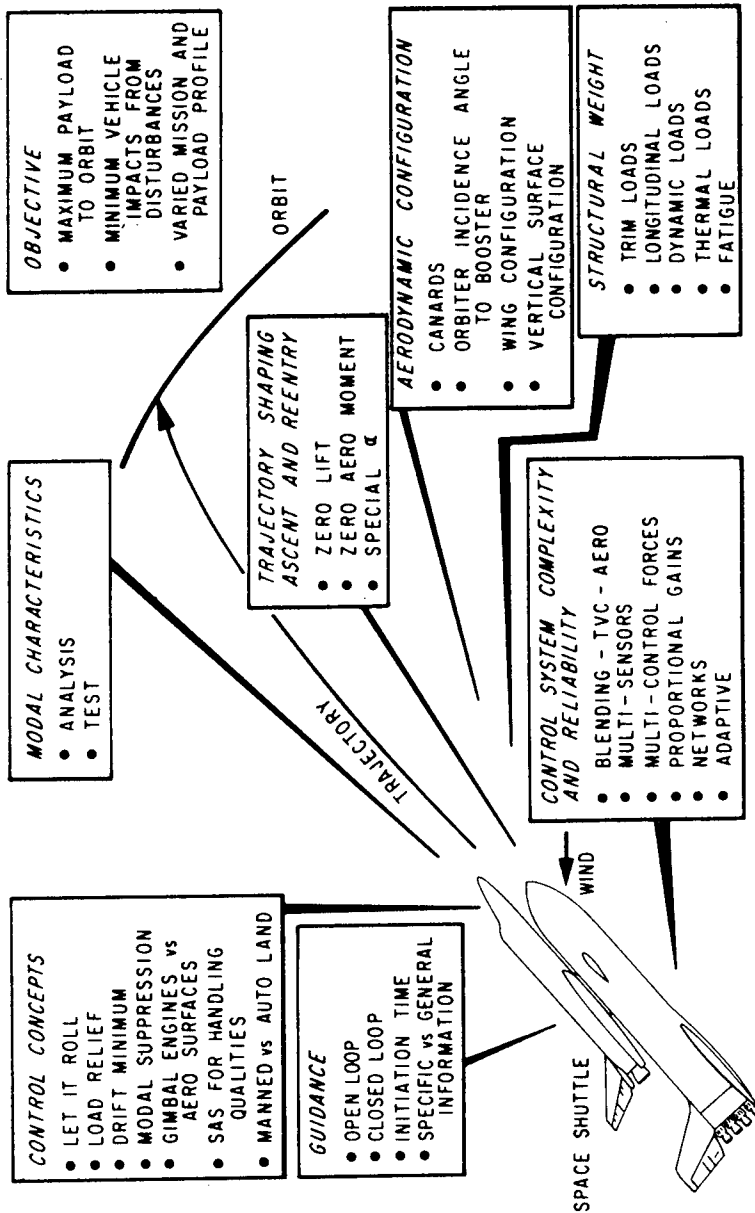 CONTROL CONCEPTS
• LET IT ROLL
• LOAD RELIEF
• DRIFT MINIMUM
• MODAL SUPPRESSION
• GIMBAL ENGINES vs
AERO SURFACES
• SAS FOR HANDLING
QUALITIES
• MANNED vs AUTO LAND
MODAL CHARACTERISTICS
• ANALYSIS
• TEST
OBJECTIVE
• MAXIMUM PAYLOAD
TO ORBIT
• MINIMUM VEHICLE
IMPACTS FROM
DISTURBANCES
• VARIED MISSION AND
PAYLOAD PROFILE
ORBIT
TRAJECTORY
TRAJECTORY SHAPING
ASCENT AND REENTRY
• ZERO LIFT
• ZERO AERO MOMENT
• SPECIAL α
GUIDANCE
• OPEN LOOP
• CLOSED LOOP
• INITIATION TIME
• SPECIFIC vs GENERAL
INFORMATION
AERODYNAMIC CONFIGURATION
• CANARDS
• ORBITER INCIDENCE ANGLE
TO BOOSTER
• WING CONFIGURATION
• VERTICAL SURFACE
CONFIGURATION
SPACE SHUTTLE
WIND
CONTROL SYSTEM COMPLEXITY
AND RELIABILITY
• BLENDING - TVC - AERO
• MULTI-SENSORS
• MULTI-CONTROL FORCES
• PROPORTIONAL GAINS
• NETWORKS
• ADAPTIVE
STRUCTURAL WEIGHT
• TRIM LOADS
• LONGITUDINAL LOADS
• DYNAMIC LOADS
• THERMAL LOADS
• FATIGUE